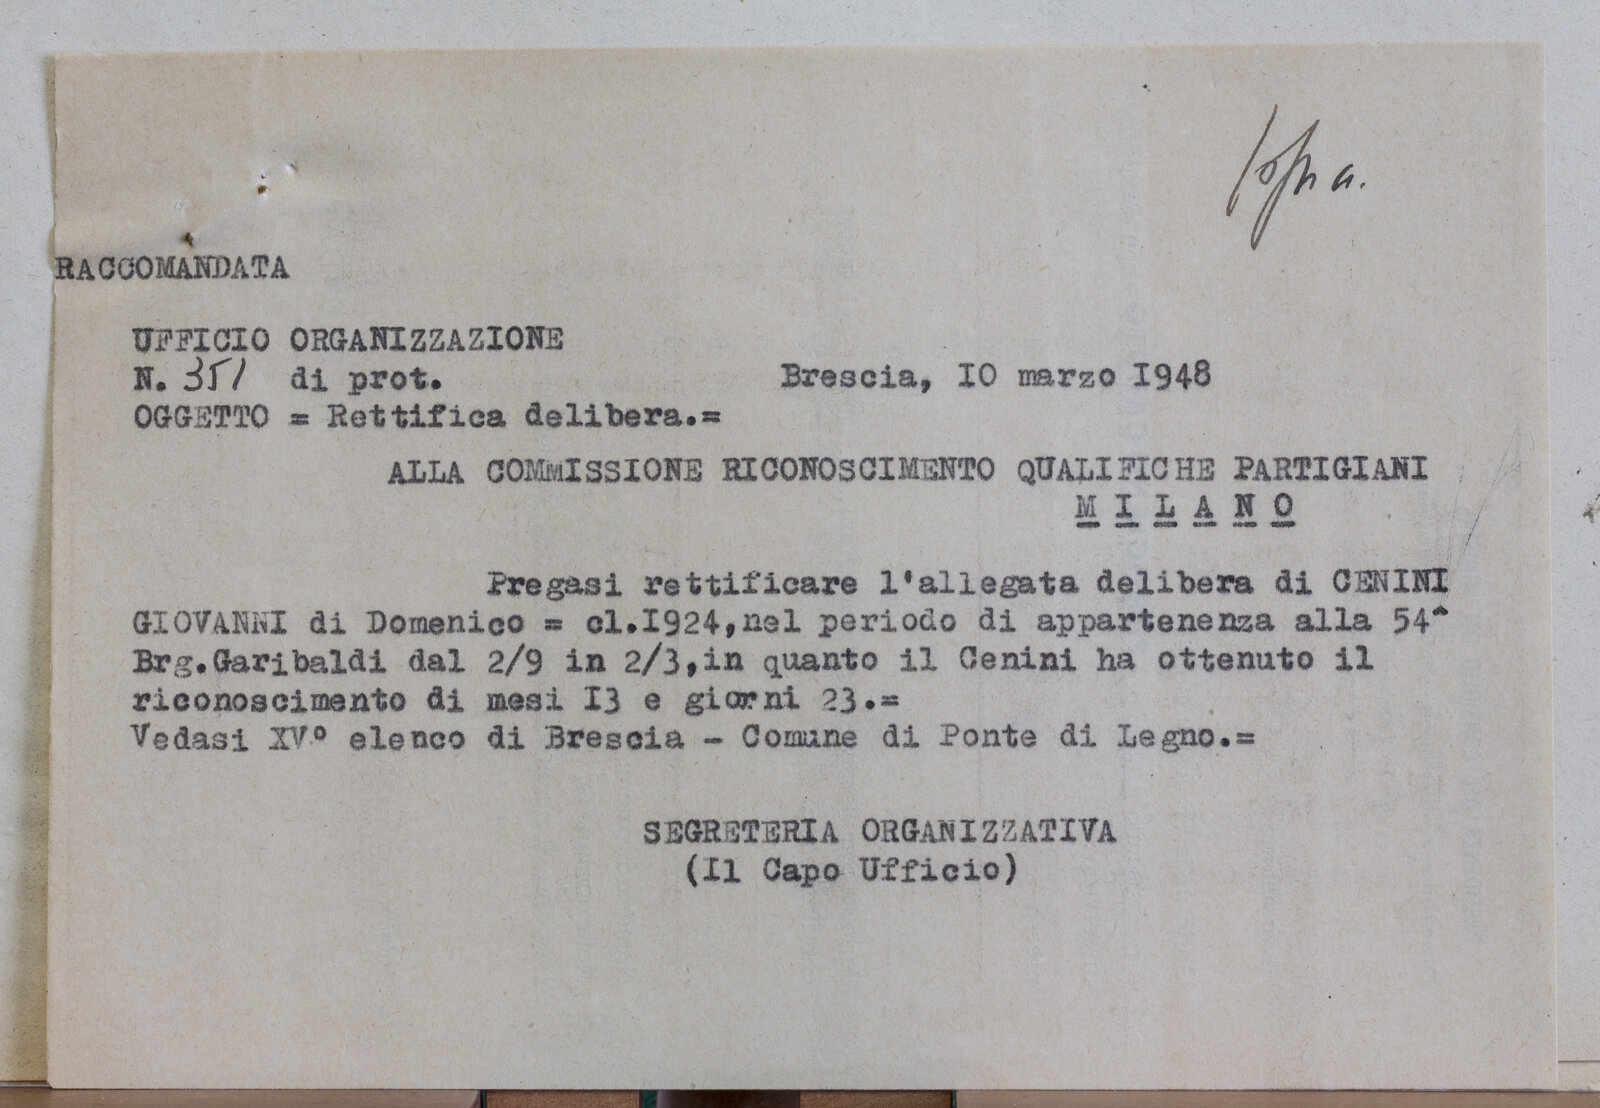 RACCOMANDATA
UFFICIO ORGANIZZAZIONE
N. 351 di prot.
Brescia, IO marzo I948
OGGETTO = Rettifica delibera.=
ALLA COMmISSIONE RICONOSCIMENTO QUALIFICHE PARTIGIANI
M I L A N O
Pregasi rettificare l'allegata delibera di CENINI
GIOVANNI di Domenico = cl.I924,nel periodo di appartenenza alla 54^
Brg.Garibaldi dal 2/9 in 2/3,in quanto il Cenini ha ottenuto il
riconoscimento di mesi I3 e giorni 23.=
Vedasi XV° elenco di Brescia - Comune di Ponte di Legno.=
SEGRETERIA ORGANIZZATIVA
(Il Capo Ufficio)